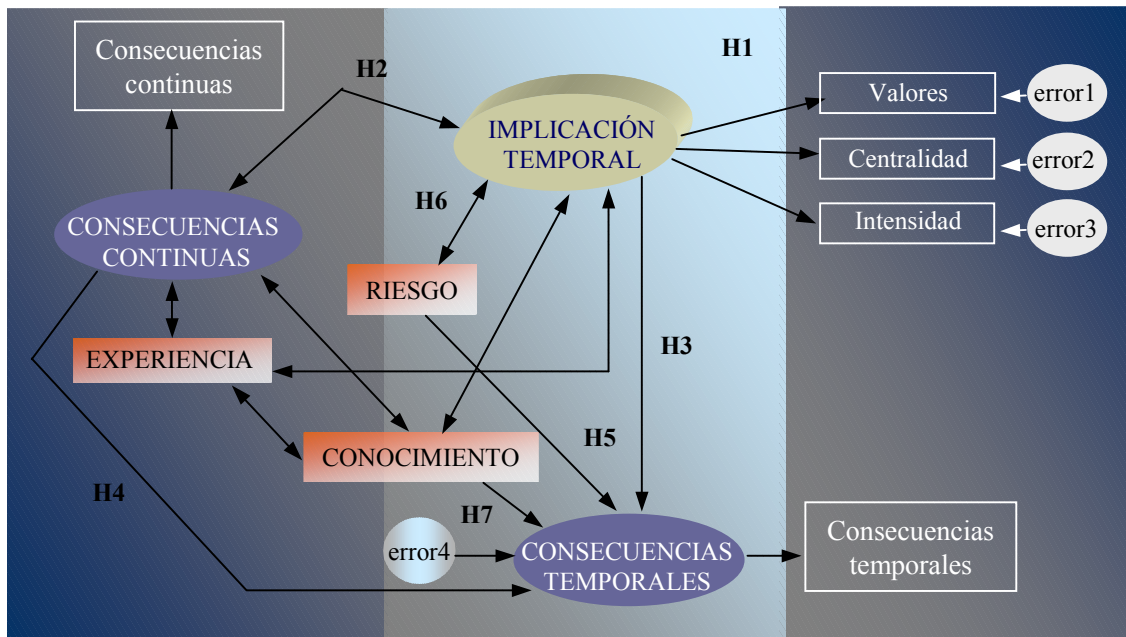 Consecuencias
continuas
H2
H1
IMPLICACIÓN
TEMPORAL
Valores
error1
Centralidad
error2
Intensidad
error3
CONSECUENCIAS
CONTINUAS
H6
RIESGO
EXPERIENCIA
H3
CONOCIMIENTO
H5
H4
H7
error4
CONSECUENCIAS
TEMPORALES
Consecuencias
temporales